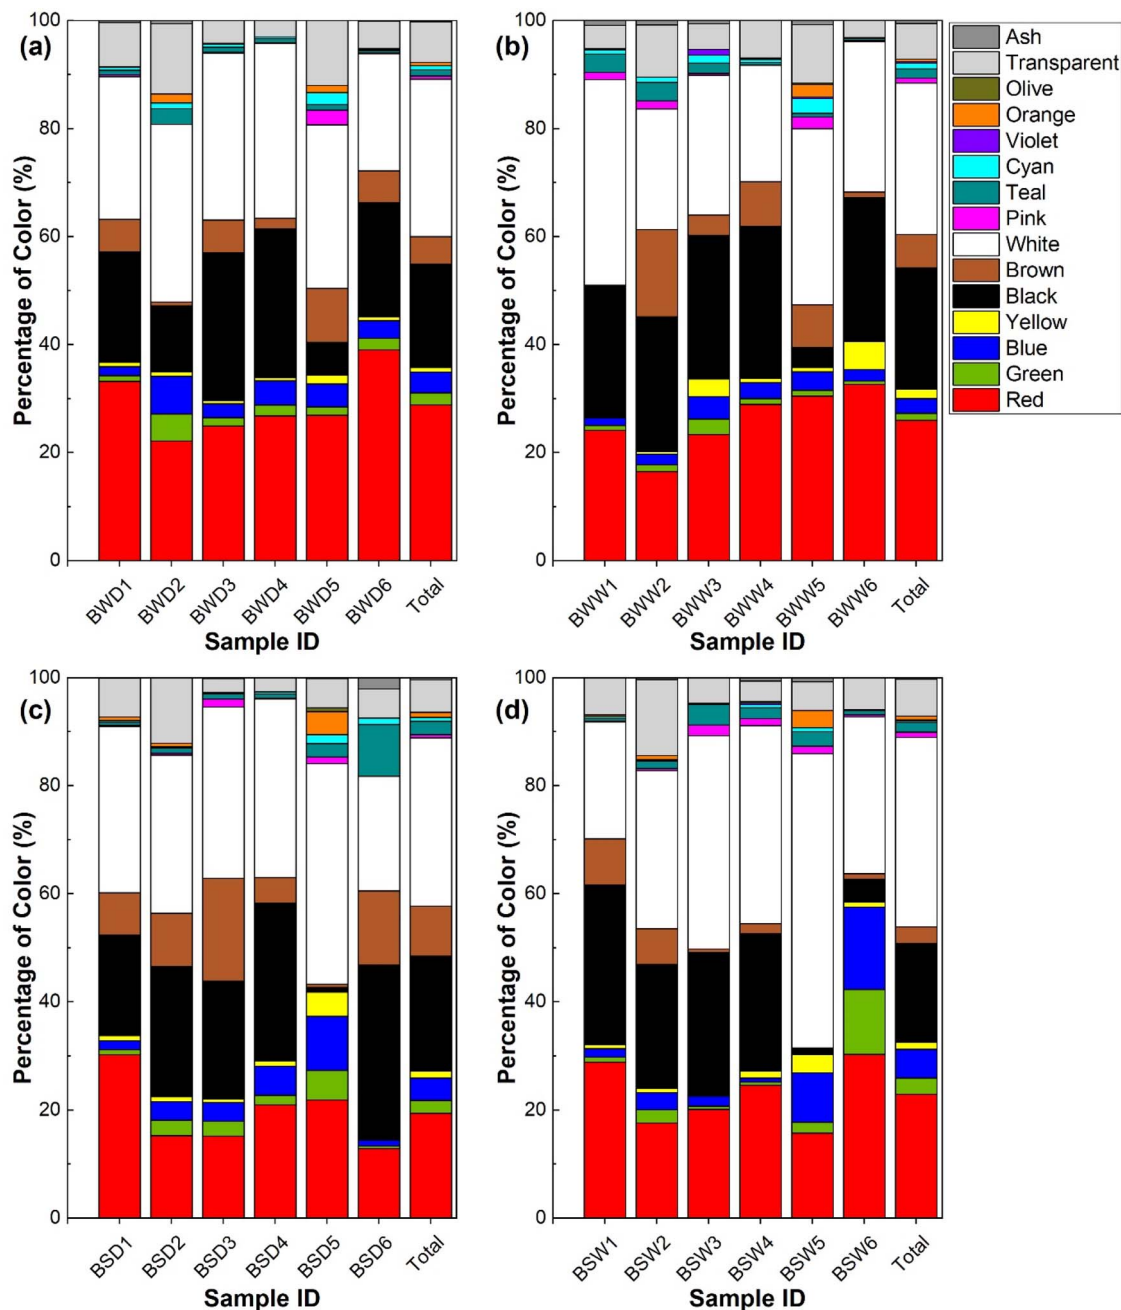 (a)
100
80
60
40
20
0
Percentage of Color (%)
BWD1
BWD2
BWD3
BWD4
BWD5
BWD6
Total
Sample ID
(b)
100
80
60
40
20
0
Percentage of Color (%)
BWW1
BWW2
BWW3
BWW4
BWW5
BWW6
Total
Sample ID
Ash
Transparent
Olive
Orange
Violet
Cyan
Teal
Pink
White
Brown
Black
Yellow
Blue
Green
Red
(c)
100
80
60
40
20
0
Percentage of Color (%)
BSD1
BSD2
BSD3
BSD4
BSD5
BSD6
Total
Sample ID
(d)
100
80
60
40
20
0
Percentage of Color (%)
BSW1
BSW2
BSW3
BSW4
BSW5
BSW6
Total
Sample ID